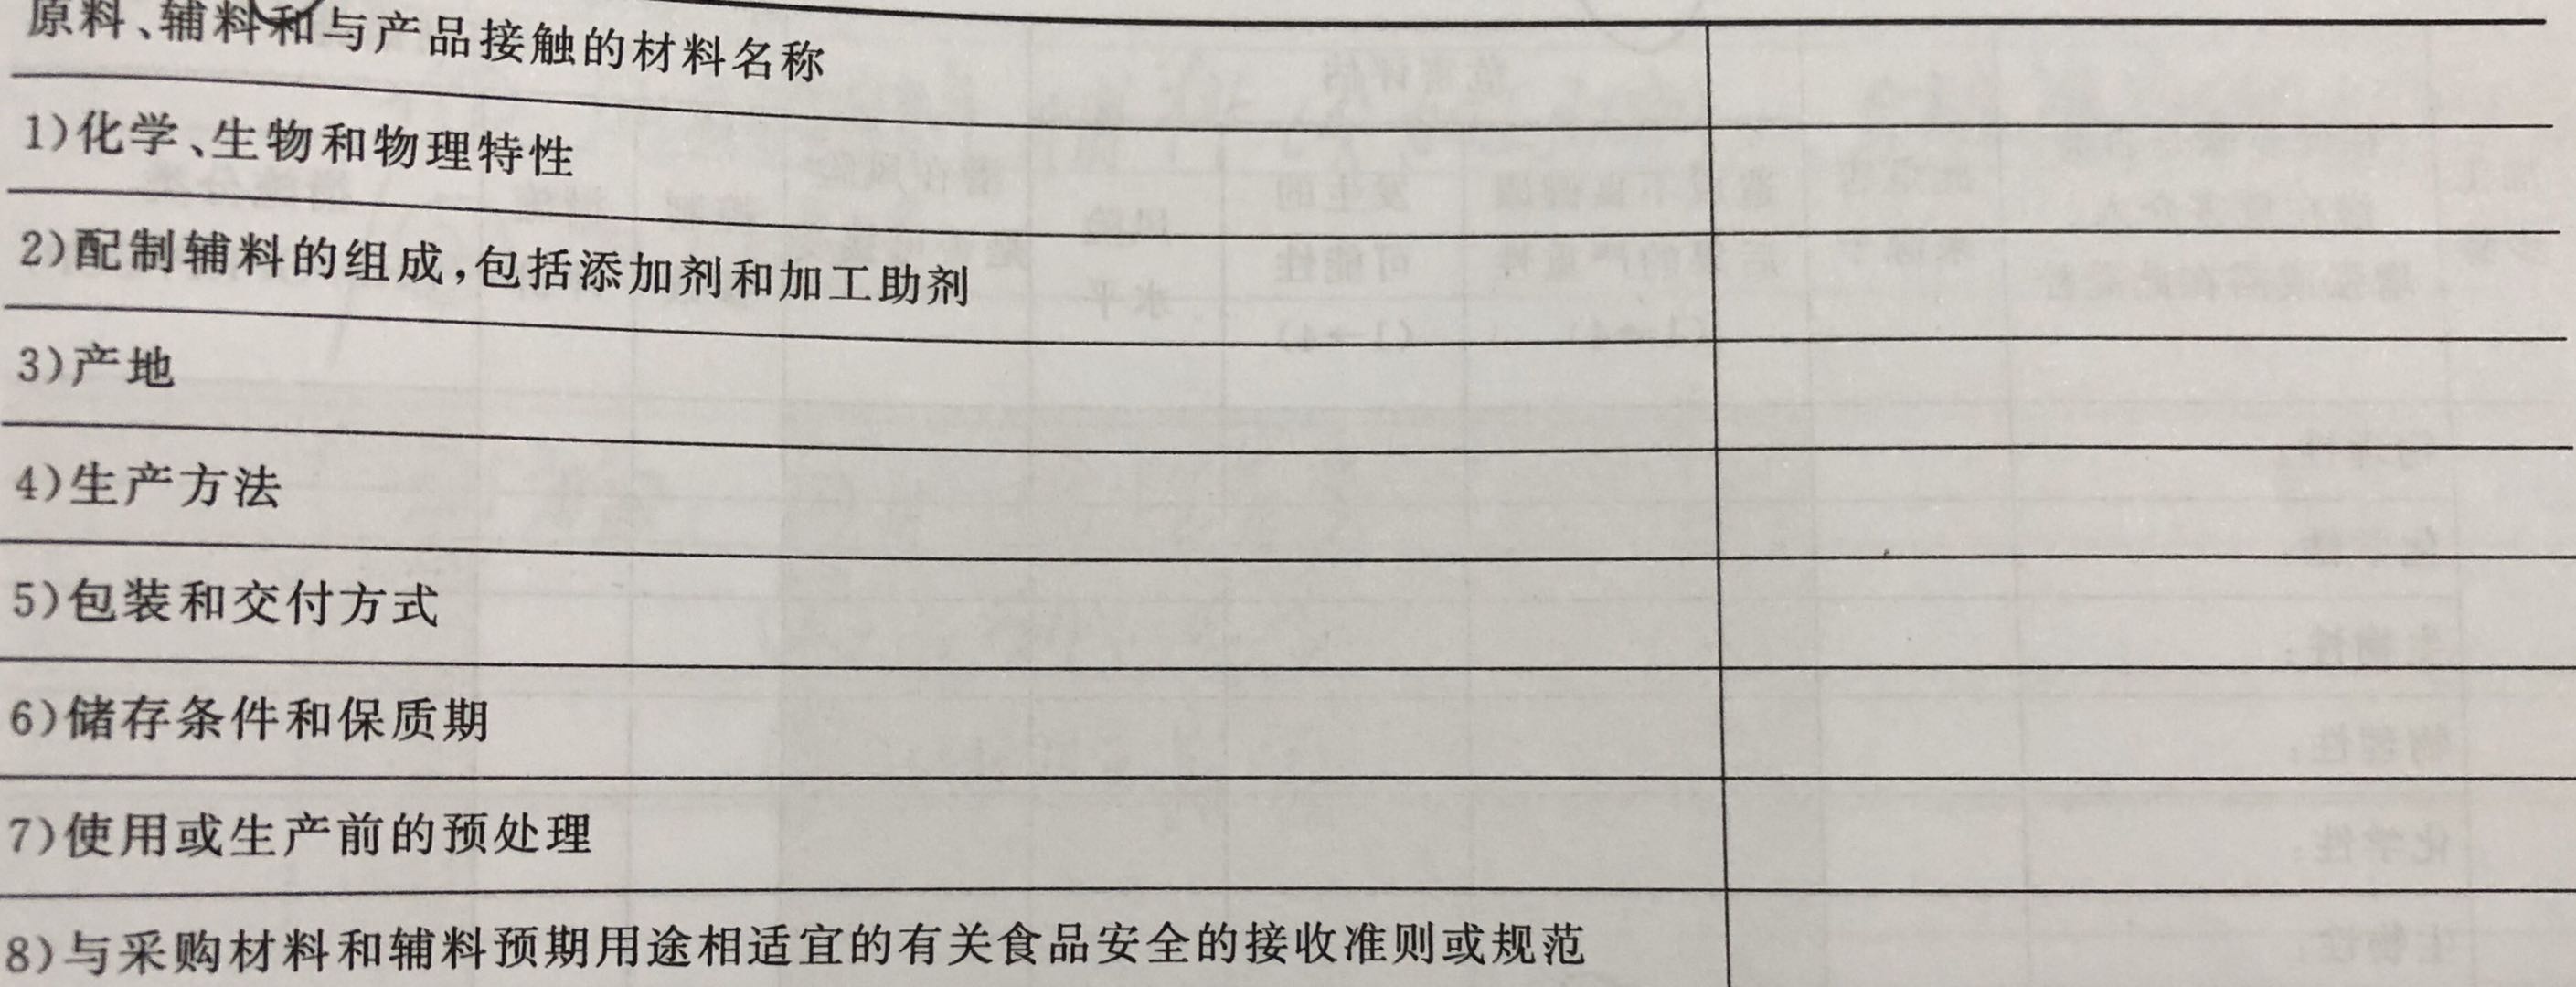 原料、辅料和与产品接触的材料名称
1)化学、生物和物理特性
2)配制辅料的组成,包括添加剂和加工助剂
3)产地
4)生产方法
5)包装和交付方式
6)储存条件和保质期
7)使用或生产前的预处理
8)与采购材料和辅料预期用途相适宜的有关食品安全的接收准则或规范